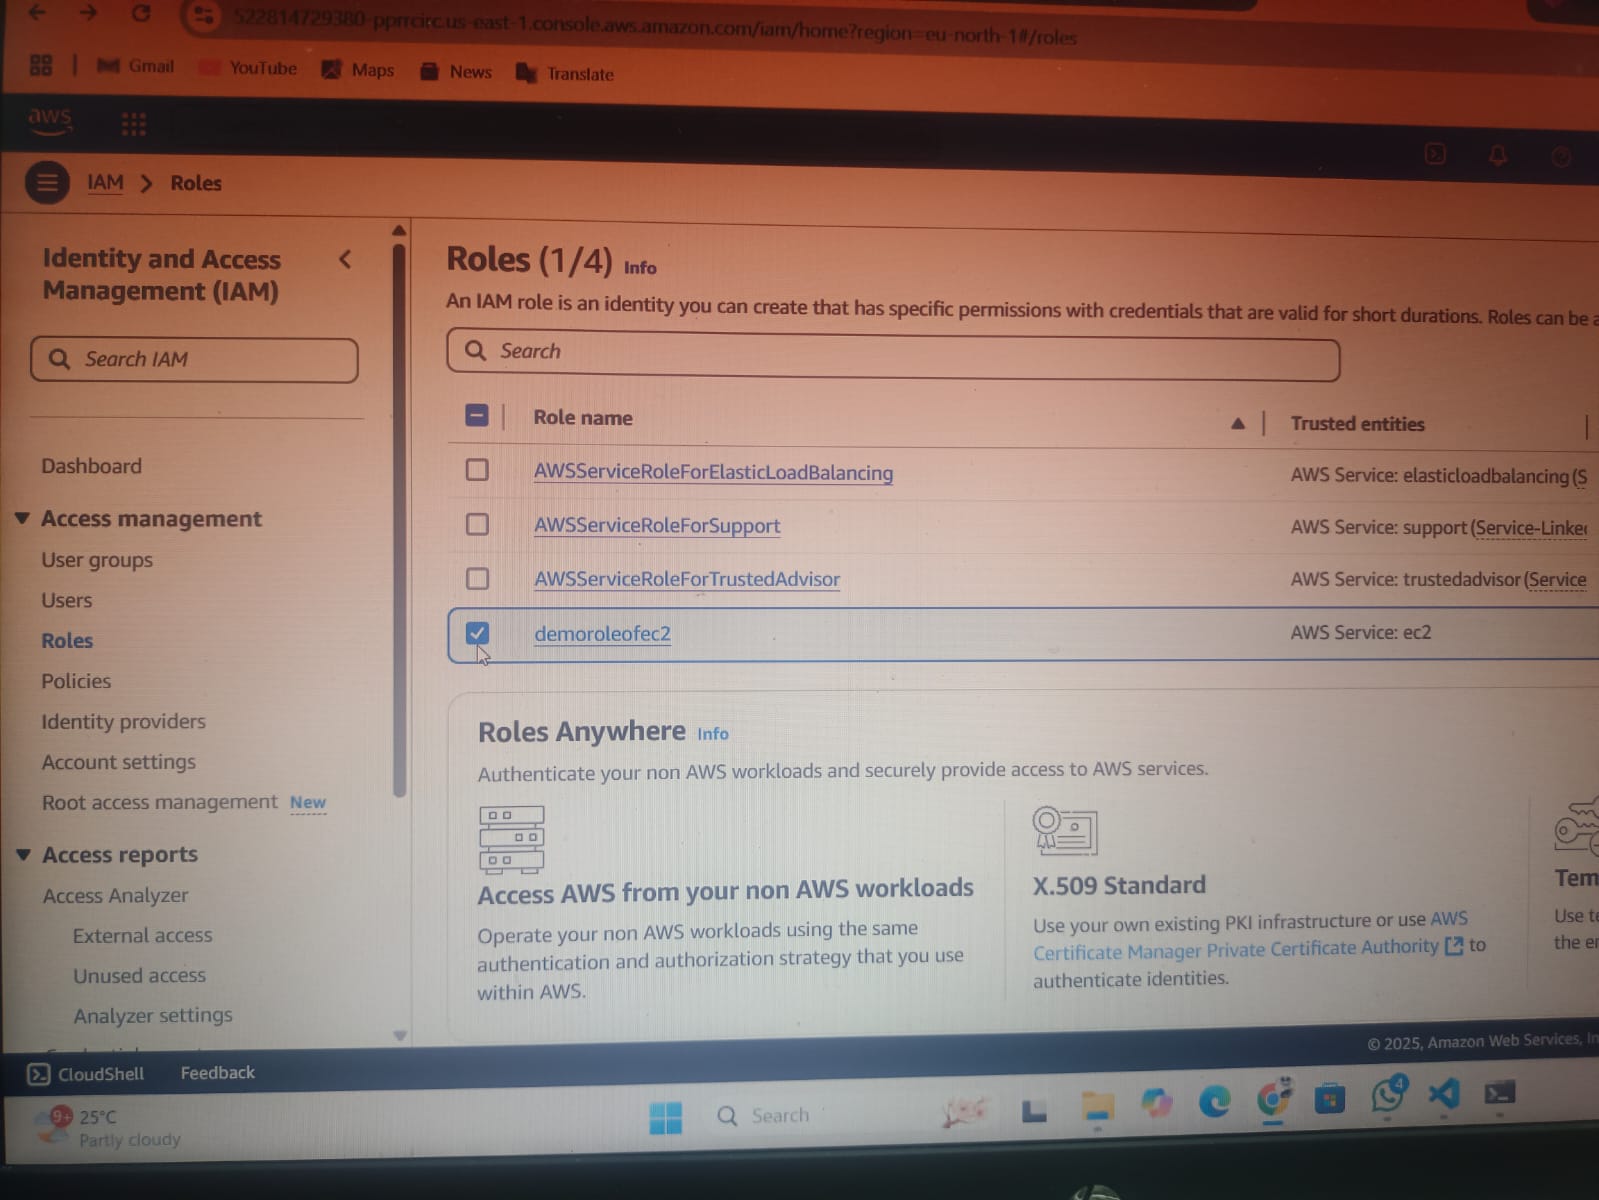 522814729380-pprrcirc.us-east-1.console.aws.amazon.com/iam/home?region=eu-north-1#/roles
Gmail YouTube Maps News Translate
aws
IAM > Roles
Identity and Access
Management (IAM)
Search IAM
Dashboard
Access management
User groups
Users
Roles
Policies
Identity providers
Account settings
Root access management New
Access reports
Access Analyzer
External access
Unused access
Analyzer settings
Roles (1/4) Info
An IAM role is an identity you can create that has specific permissions with credentials that are valid for short durations. Roles can be a
Search
Role name Trusted entities
AWSServiceRoleForElasticLoadBalancing AWS Service: elasticloadbalancing (S
AWSServiceRoleForSupport AWS Service: support (Service-Linke
AWSServiceRoleForTrustedAdvisor AWS Service: trustedadvisor (Service
demoroleofec2 AWS Service: ec2
Roles Anywhere Info
Authenticate your non AWS workloads and securely provide access to AWS services.
Access AWS from your non AWS workloads
Operate your non AWS workloads using the same
authentication and authorization strategy that you use
within AWS.
X.509 Standard
Use your own existing PKI infrastructure or use AWS
Certificate Manager Private Certificate Authority to
authenticate identities.
Tem
Use te
the er
© 2025, Amazon Web Services, In
CloudShell Feedback
9+ 25°C
Partly cloudy
Search
4